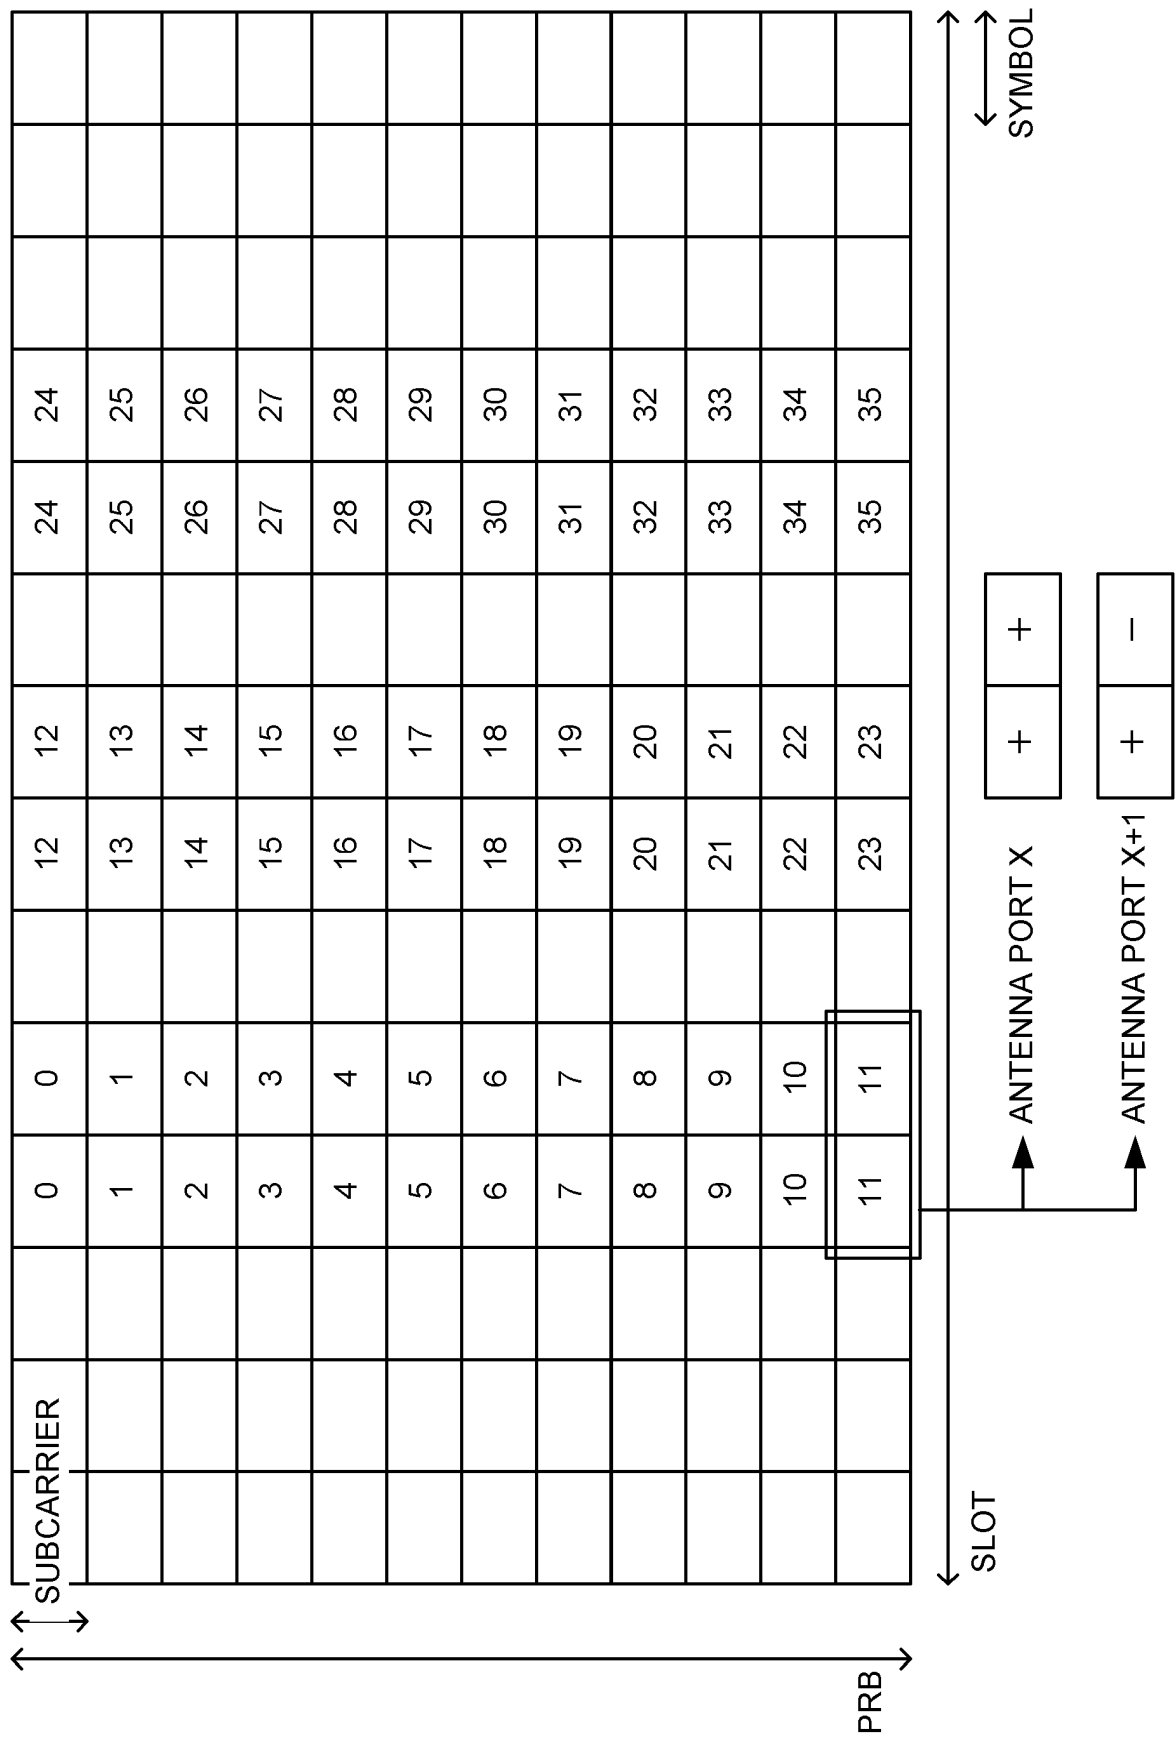 SUBCARRIER 0 0 12 12 24 24
1 1 13 13 25 25
2 2 14 14 26 26
3 3 15 15 27 27
4 4 16 16 28 28
5 5 17 17 29 29
6 6 18 18 30 30
7 7 19 19 31 31
8 8 20 20 32 32
9 9 21 21 33 33
10 10 22 22 34 34
PRB 11 11 23 23 35 35
SLOT
SYMBOL
ANTENNA PORT X + +
ANTENNA PORT X+1 + −